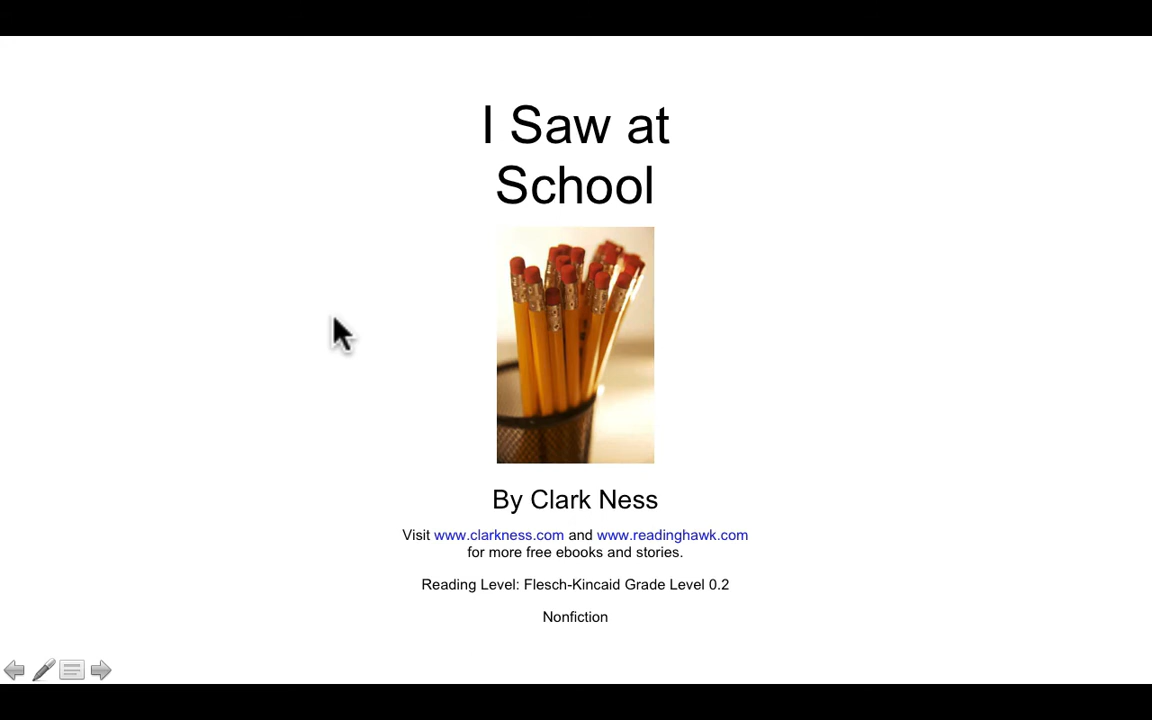 I Saw at
School
By Clark Ness
Visit www.clarkness.com and www.readinghawk.com
for more free ebooks and stories.
Reading Level: Flesch-Kincaid Grade Level 0.2
Nonfiction